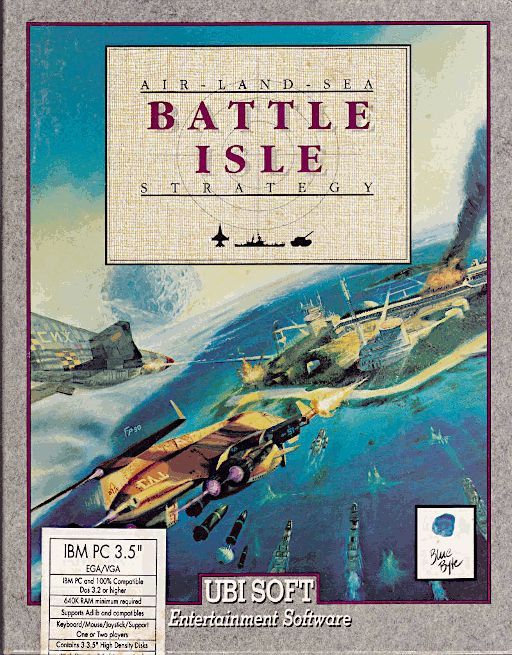 AIR-LAND-SEA
BATTLE
ISLE
STRATEGY
IBM PC 3.5"
EGA/VGA
IBM PC and 100% Compatible
Dos 3.2 or higher
640K RAM minimum required
Supports Ad lib and compatibles
Keyboard/Mouse/Joystick/Support
One or Two players
Contains 3 3.5" High Density Disks
UBI SOFT
Entertainment Software
Blue
Byte